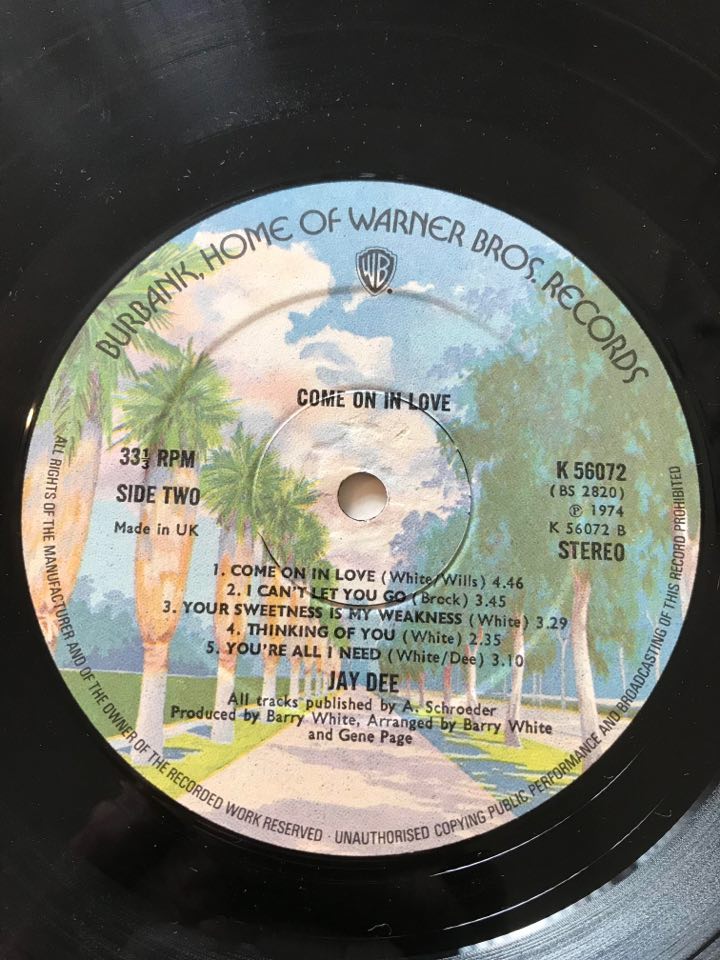 BURBANK, HOME OF WARNER BROS. RECORDS
WB
COME ON IN LOVE
33⅓ RPM
SIDE TWO
Made in UK
K 56072
(BS 2820)
℗ 1974
K 56072 B
STEREO
1. COME ON IN LOVE (White/Wills) 4.46
2. I CAN'T LET YOU GO (Brock) 3.45
3. YOUR SWEETNESS IS MY WEAKNESS (White) 3.29
4. THINKING OF YOU (White) 2.35
5. YOU'RE ALL I NEED (White/Dee) 3.10
JAY DEE
All tracks published by A. Schroeder
Produced by Barry White, Arranged by Barry White
and Gene Page
ALL RIGHTS OF THE MANUFACTURER AND OF THE OWNER OF THE RECORDED WORK RESERVED · UNAUTHORISED COPYING PUBLIC PERFORMANCE AND BROADCASTING OF THIS RECORD PROHIBITED